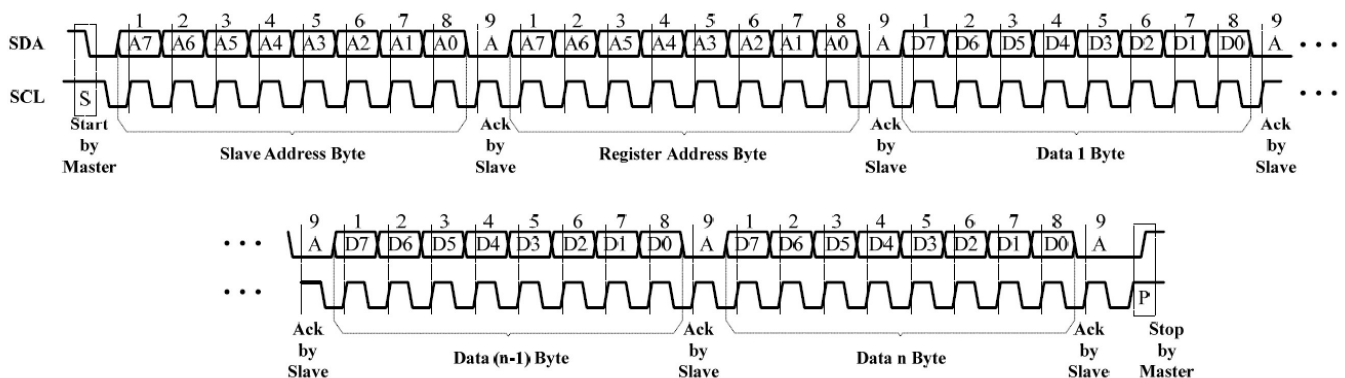 1 2 3 4 5 6 7 8 9 1 2 3 4 5 6 7 8 9 1 2 3 4 5 6 7 8 9
SDA A7 A6 A5 A4 A3 A2 A1 A0 A A7 A6 A5 A4 A3 A2 A1 A0 A D7 D6 D5 D4 D3 D2 D1 D0 A • • •
SCL S • • •
Start by Master
Slave Address Byte
Ack by Slave
Register Address Byte
Ack by Slave
Data 1 Byte
Ack by Slave
9 1 2 3 4 5 6 7 8 9 1 2 3 4 5 6 7 8 9
• • • A D7 D6 D5 D4 D3 D2 D1 D0 A D7 D6 D5 D4 D3 D2 D1 D0 A
• • • P
Ack by Slave
Data (n-1) Byte
Ack by Slave
Data n Byte
Ack by Slave
Stop by Master